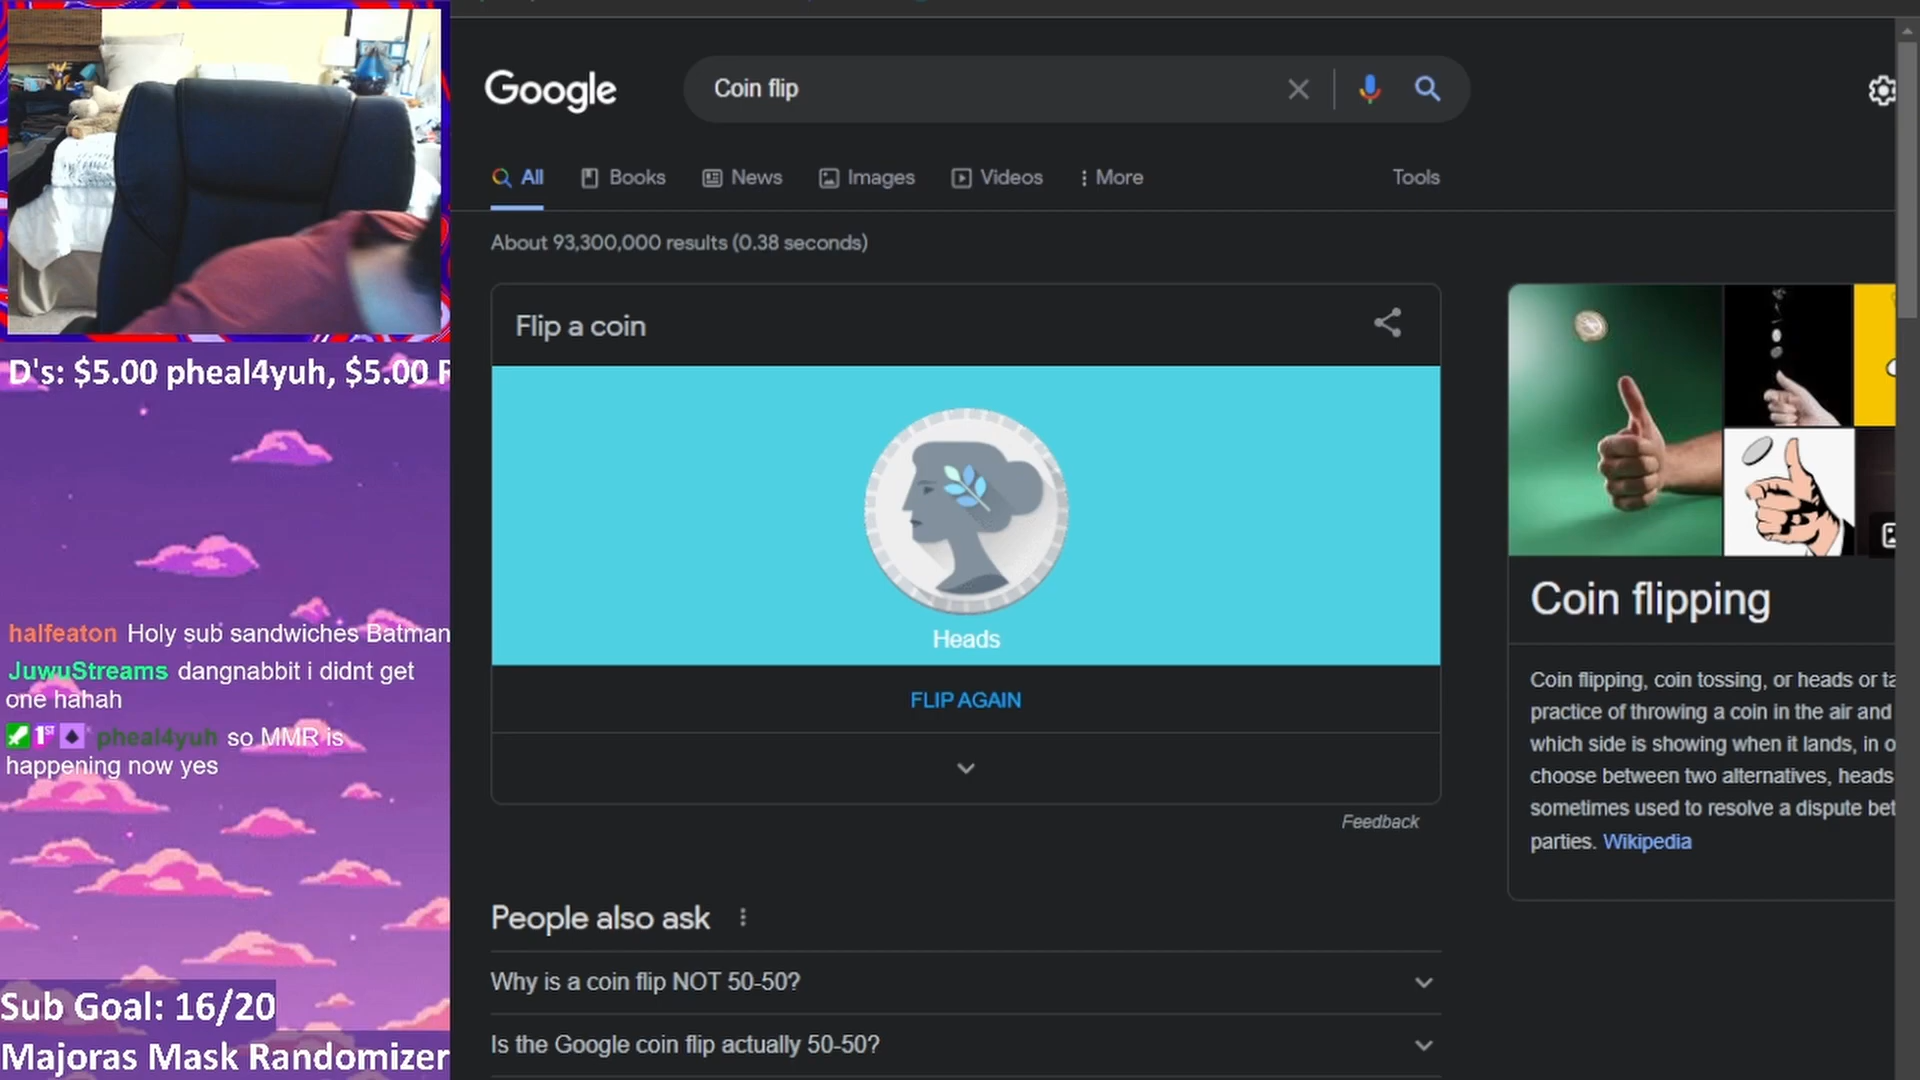 Google
Coin flip
All
Books
News
Images
Videos
More
Tools
About 93,300,000 results (0.38 seconds)
Flip a coin
Heads
FLIP AGAIN
Feedback
People also ask
Why is a coin flip NOT 50-50?
Is the Google coin flip actually 50-50?
Coin flipping
Coin flipping, coin tossing, or heads or ta
practice of throwing a coin in the air and
which side is showing when it lands, in o
choose between two alternatives, heads
sometimes used to resolve a dispute bet
parties. Wikipedia
D's: $5.00 pheal4yuh, $5.00
halfeaton Holy sub sandwiches Batman
JuwuStreams dangnabbit i didnt get
one hahah
1ST pheal4yuh so MMR is
happening now yes
Sub Goal: 16/20
Majoras Mask Randomizer